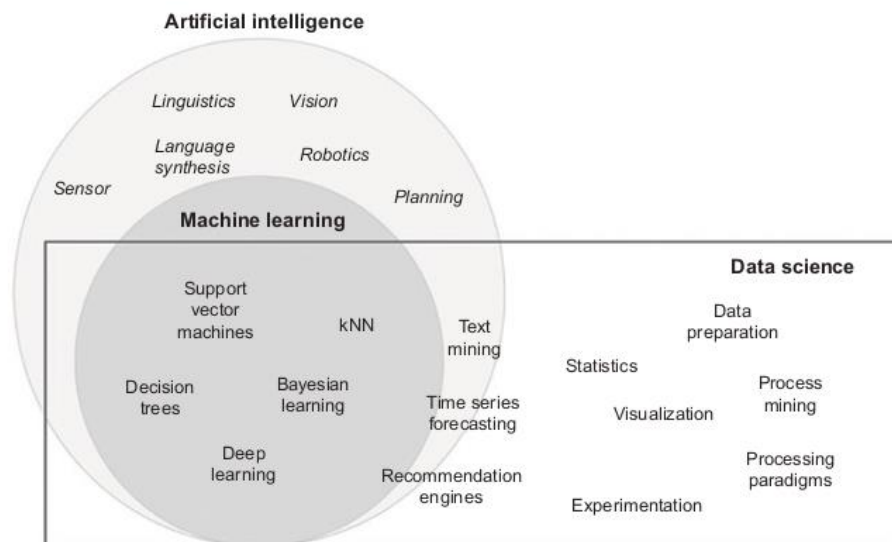 Artificial intelligence
Linguistics
Vision
Language
synthesis
Robotics
Sensor
Planning
Machine learning
Data science
Support
vector
machines
kNN
Text
mining
Data
preparation
Statistics
Decision
trees
Bayesian
learning
Time series
forecasting
Visualization
Process
mining
Deep
learning
Recommendation
engines
Experimentation
Processing
paradigms